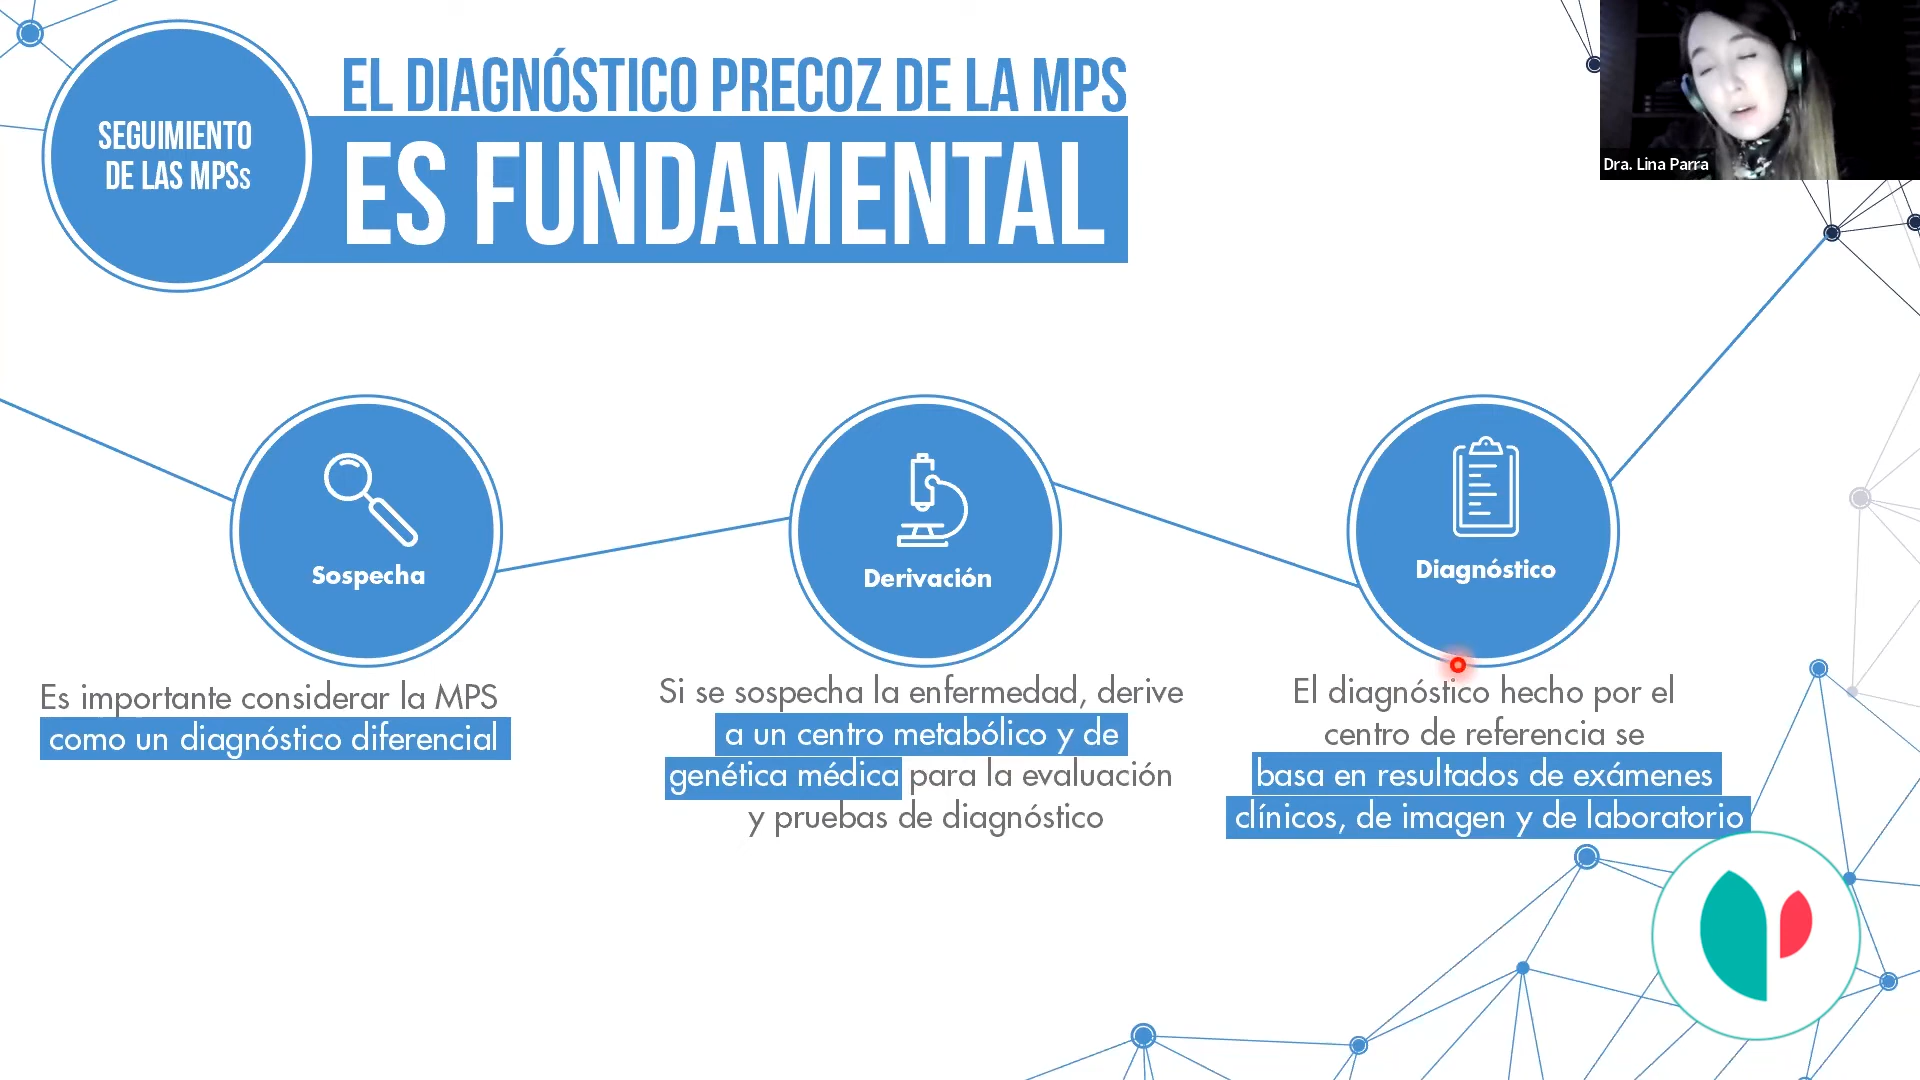 SEGUIMIENTO
DE LAS MPSs
EL DIAGNÓSTICO PRECOZ DE LA MPS
ES FUNDAMENTAL
Dra. Lina Parra
Sospecha
Es importante considerar la MPS
como un diagnóstico diferencial
Derivación
Si se sospecha la enfermedad, derive
a un centro metabólico y de
genética médica para la evaluación
y pruebas de diagnóstico
Diagnóstico
El diagnóstico hecho por el
centro de referencia se
basa en resultados de exámenes
clínicos, de imagen y de laboratorio